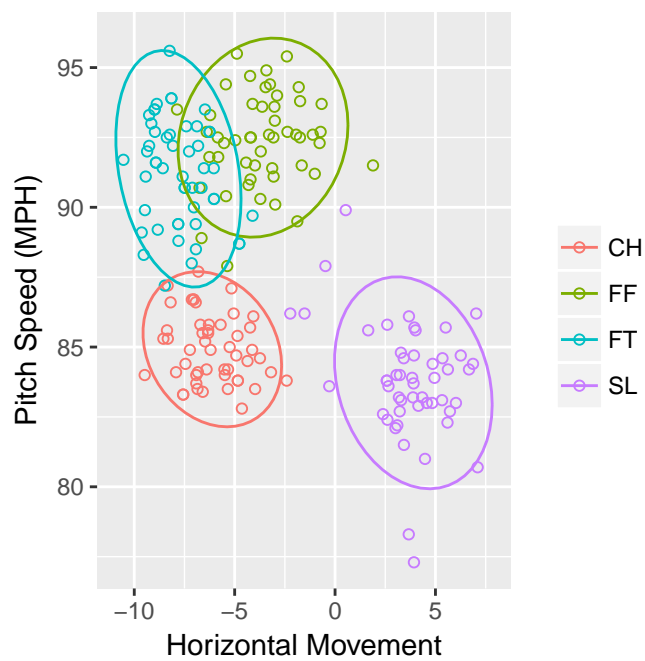 95
90
85
80
−10
−5
0
5
Horizontal Movement
Pitch Speed (MPH)
CH
FF
FT
SL